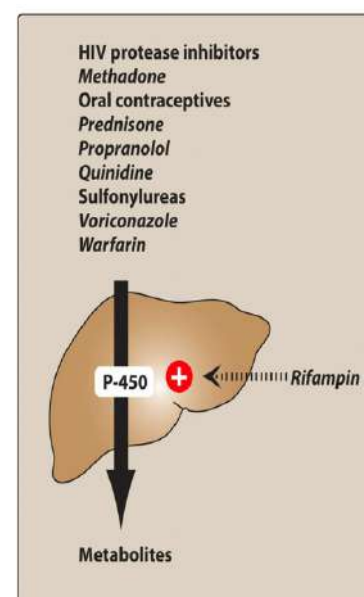 HIV protease inhibitors
Methadone
Oral contraceptives
Prednisone
Propranolol
Quinidine
Sulfonylureas
Voriconazole
Warfarin
P-450
+
Rifampin
Metabolites